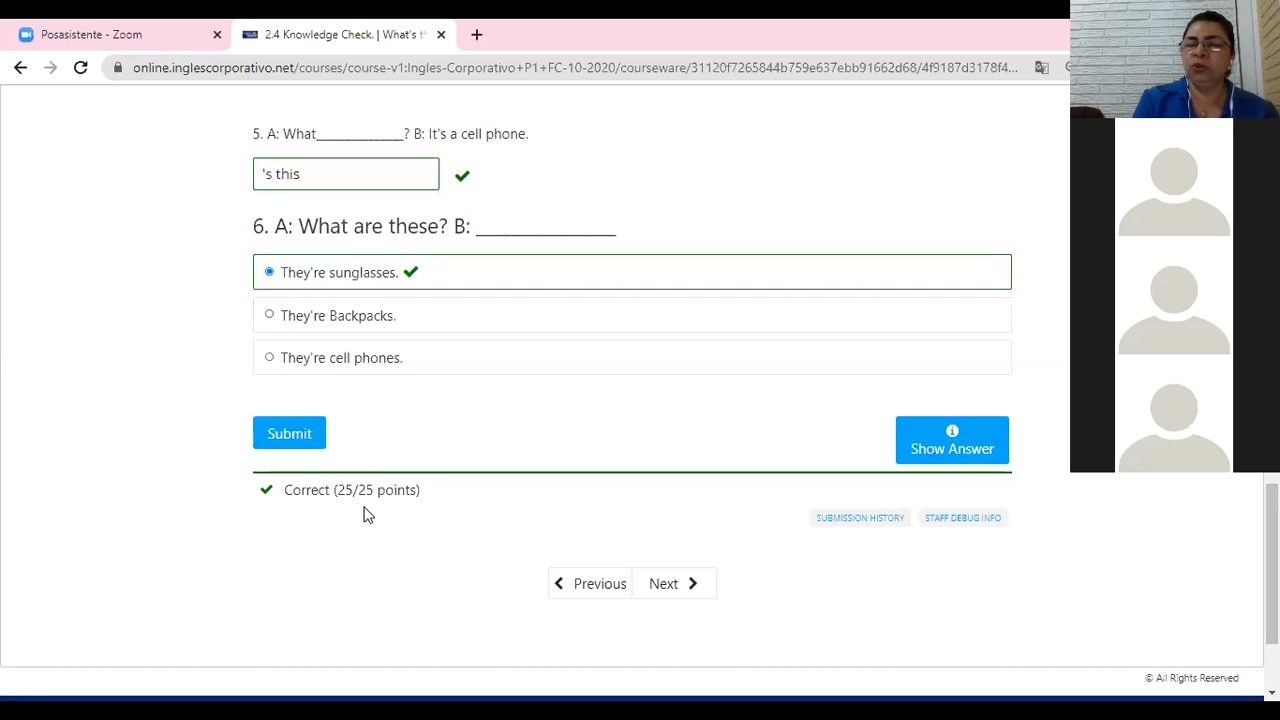 Posasistente - Zoom
2.4 Knowledge Check. | What's t
online.inglescorporativo.net/courses/course-v1:Ingles-Corporativo+P1+FC-10-2020/courseware/31120f7265844b759e637ebb91662d68/4f9187d3178f4...
5. A: What______________? B: It's a cell phone.
's this
6. A: What are these? B: ________________
They're sunglasses.
They're Backpacks.
They're cell phones.
Submit
Show Answer
Correct (25/25 points)
SUBMISSION HISTORY
STAFF DEBUG INFO
Previous
Next
© All Rights Reserved